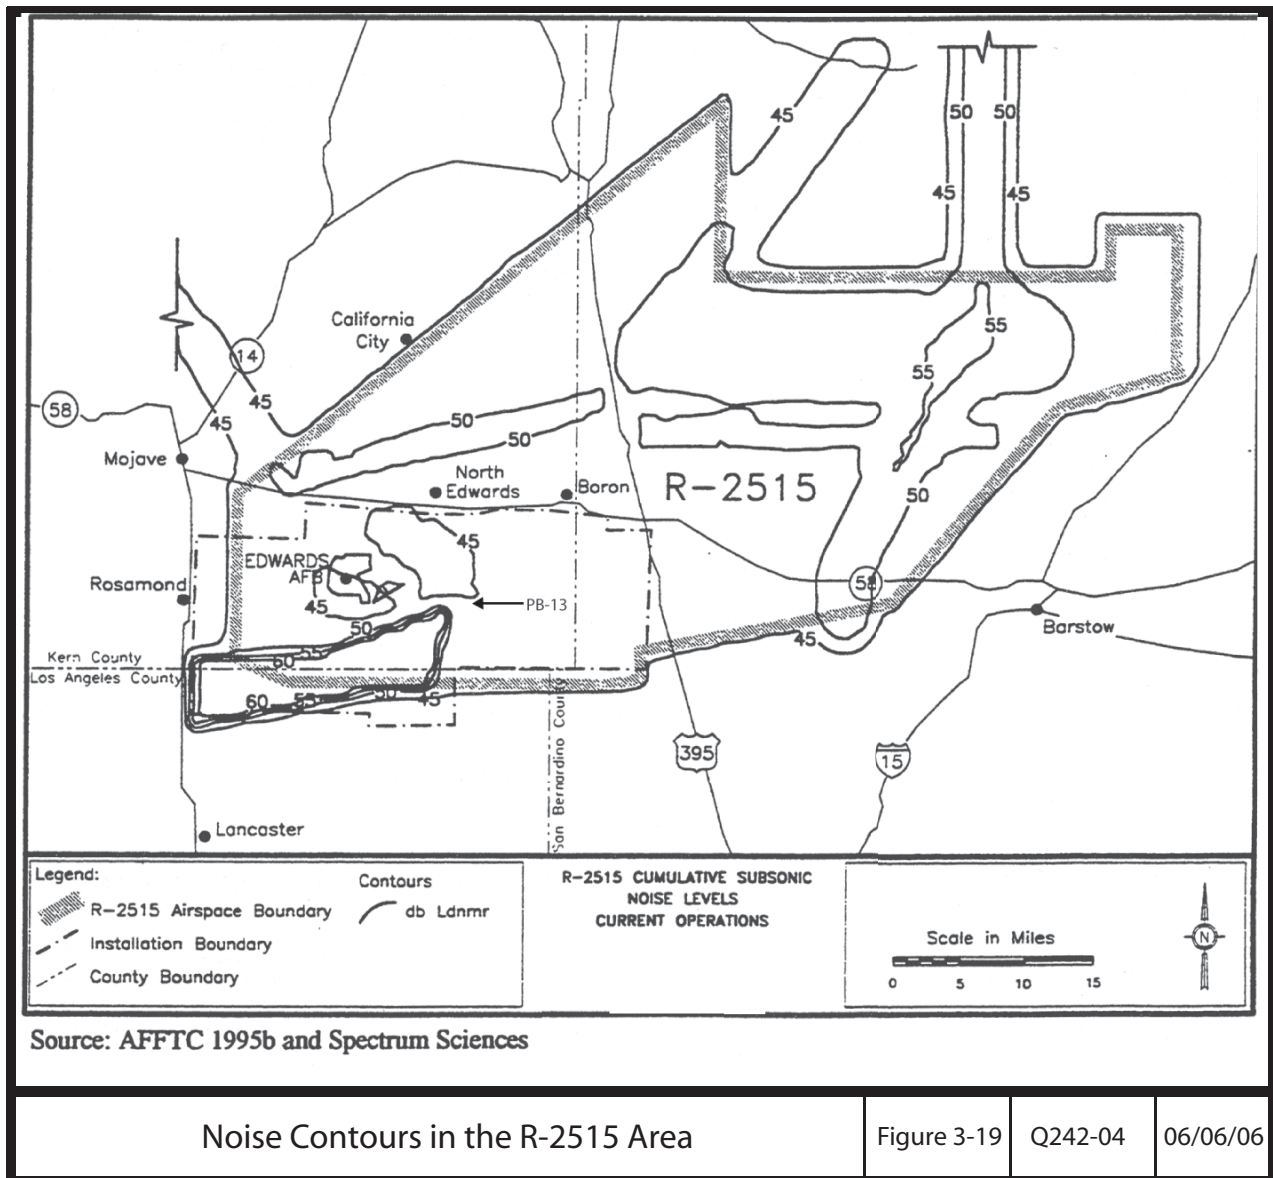 45
50
50
45
45
California
City
14
55
55
58
45
45
50
50
Mojave
North
Edwards
Boron
R-2515
50
45
EDWARDS
AFB
Rosamond
45
PB-13
50
55
60
Kern County
Los Angeles County
45
Barstow
60
55
50
45
San Bernardino County
395
15
Lancaster
Legend:
R-2515 Airspace Boundary
Installation Boundary
County Boundary
Contours
db Ldnmr
R-2515 CUMULATIVE SUBSONIC
NOISE LEVELS
CURRENT OPERATIONS
Scale in Miles
0 5 10 15
N
Source: AFFTC 1995b and Spectrum Sciences
Noise Contours in the R-2515 Area
Figure 3-19
Q242-04
06/06/06